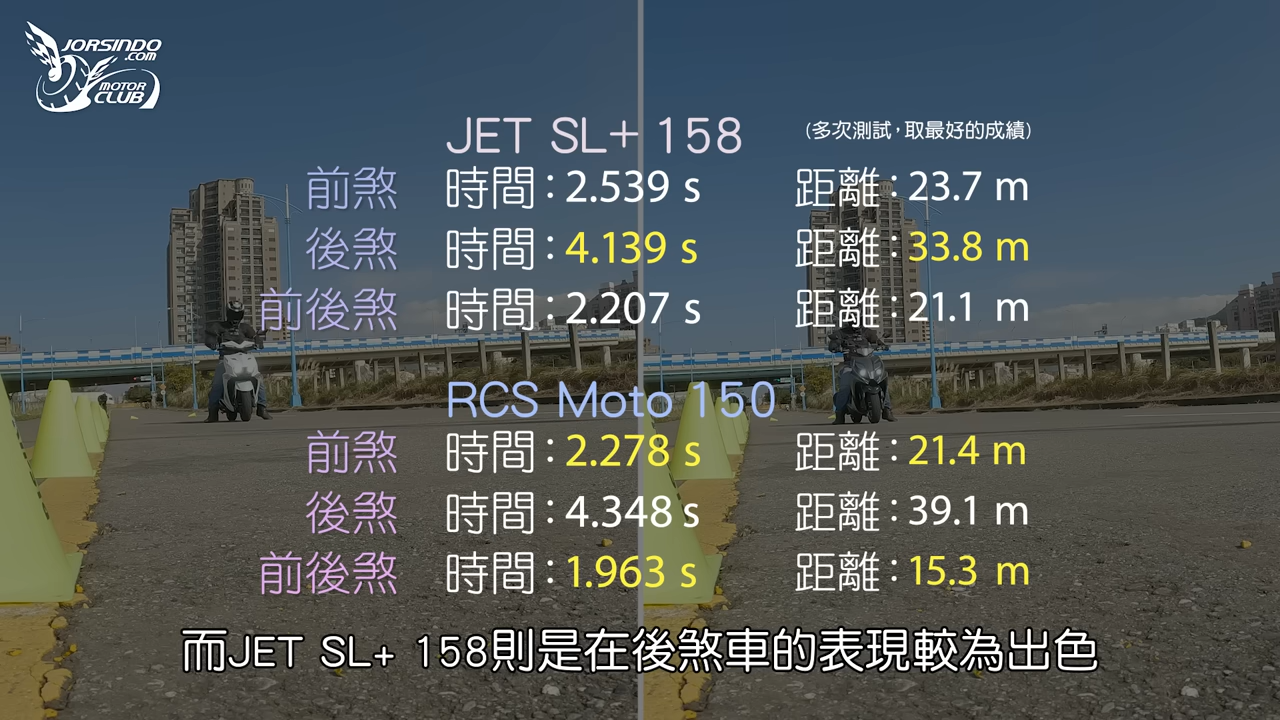 JORSINDO
.COM
MOTOR
CLUB
JET SL+ 158 (多次測試，取最好的成績)
前煞 時間：2.539 s 距離：23.7 m
後煞 時間：4.139 s 距離：33.8 m
前後煞 時間：2.207 s 距離：21.1 m
RCS Moto 150
前煞 時間：2.278 s 距離：21.4 m
後煞 時間：4.348 s 距離：39.1 m
前後煞 時間：1.963 s 距離：15.3 m
而JET SL+ 158則是在後煞車的表現較為出色